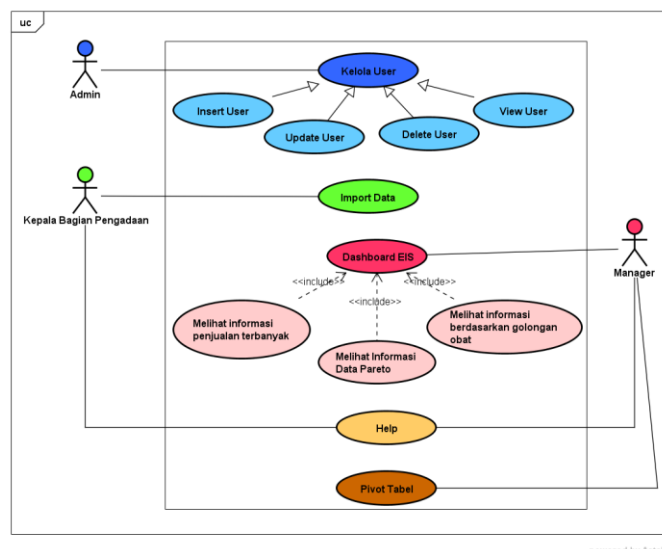 uc
Admin
Kelola User
Insert User
Update User
Delete User
View User
Kepala Bagian Pengadaan
Import Data
Dashboard EIS
Manager
<<include>>
<<include>>
<<include>>
Melihat informasi
penjualan terbanyak
Melihat Informasi
Data Pareto
Melihat informasi
berdasarkan golongan
obat
Help
Pivot Tabel